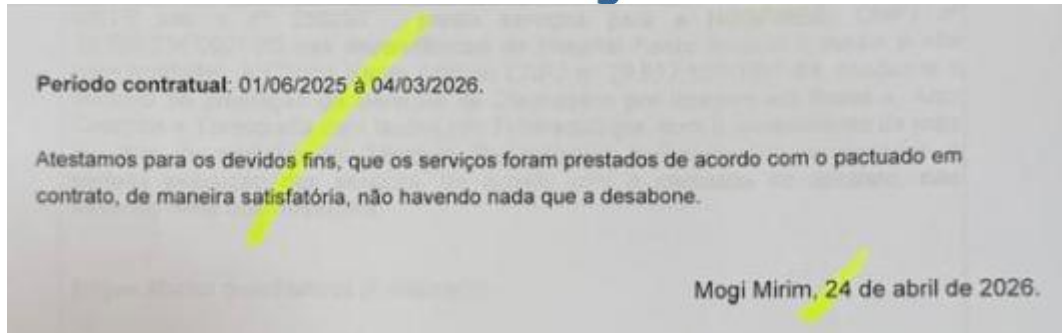 Período contratual: 01/06/2025 à 04/03/2026.
Atestamos para os devidos fins, que os serviços foram prestados de acordo com o pactuado em
contrato, de maneira satisfatória, não havendo nada que a desabone.
Mogi Mirim, 24 de abril de 2026.